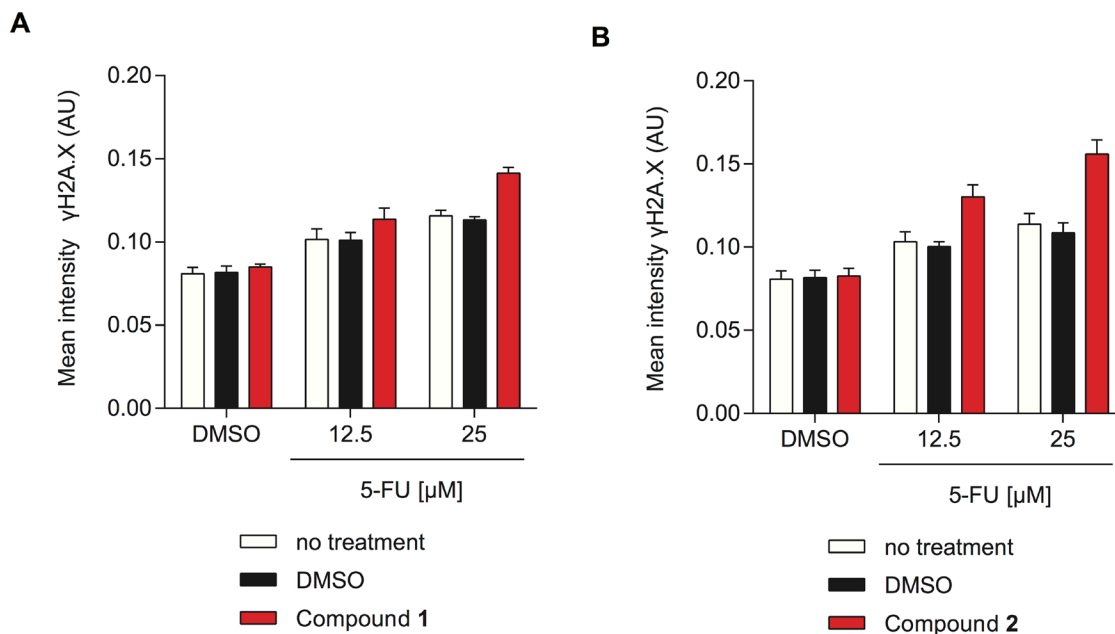 A
Mean intensity γH2A.X (AU)
0.20
0.15
0.10
0.05
0.00
DMSO 12.5 25
5-FU [µM]
no treatment
DMSO
Compound 1
B
Mean intensity γH2A.X (AU)
0.20
0.15
0.10
0.05
0.00
DMSO 12.5 25
5-FU [µM]
no treatment
DMSO
Compound 2